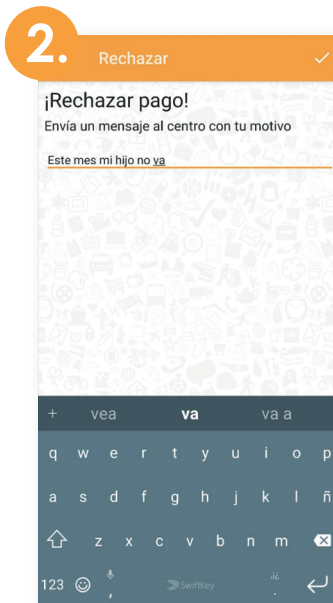 2.
Rechazar
¡Rechazar pago!
Envía un mensaje al centro con tu motivo
Este mes mi hijo no va
+ vea va va a
q w e r t y u i o p
a s d f g h j k l ñ
z x c v b n m
123 , SwiftKey .